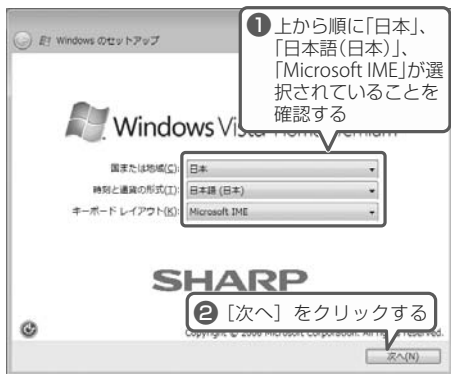 Windows のセットアップ
❶上から順に「日本」、
「日本語(日本)」、
「Microsoft IME」が選
択されていることを
確認する
Windows Vista Home Premium
国または地域(C): 日本
時刻と通貨の形式(T): 日本語 (日本)
キーボード レイアウト(K): Microsoft IME
SHARP
❷［次へ］をクリックする
Copyright © 2006 Microsoft Corporation. All rights reserved.
次へ(N)